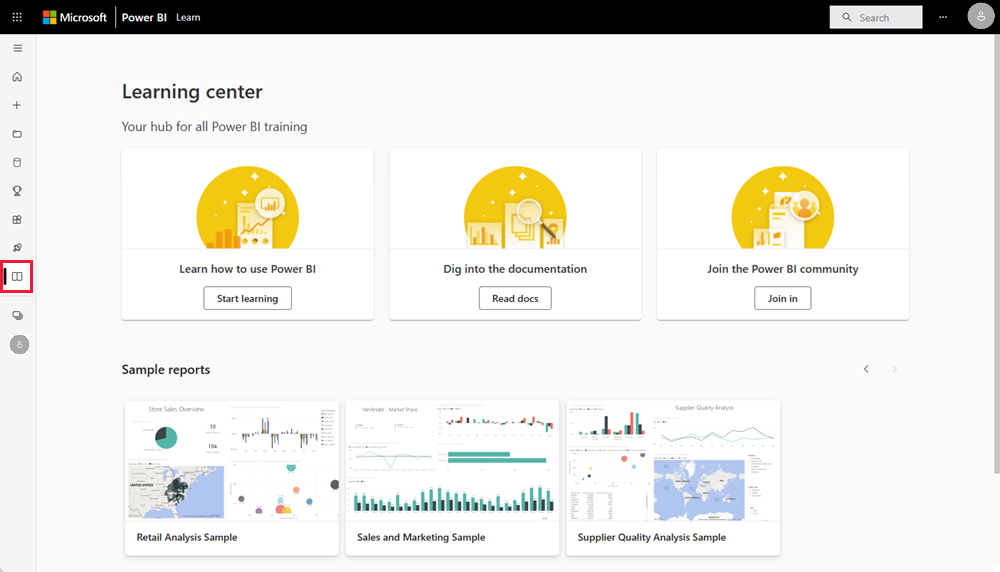 Microsoft Power BI Learn Search
Learning center
Your hub for all Power BI training
Learn how to use Power BI
Start learning
Dig into the documentation
Read docs
Join the Power BI community
Join in
Sample reports
Store Sales Overview
10
104
UNITED STATES
VanArsdel - Market Share
Supplier Quality Analysis
Retail Analysis Sample
Sales and Marketing Sample
Supplier Quality Analysis Sample